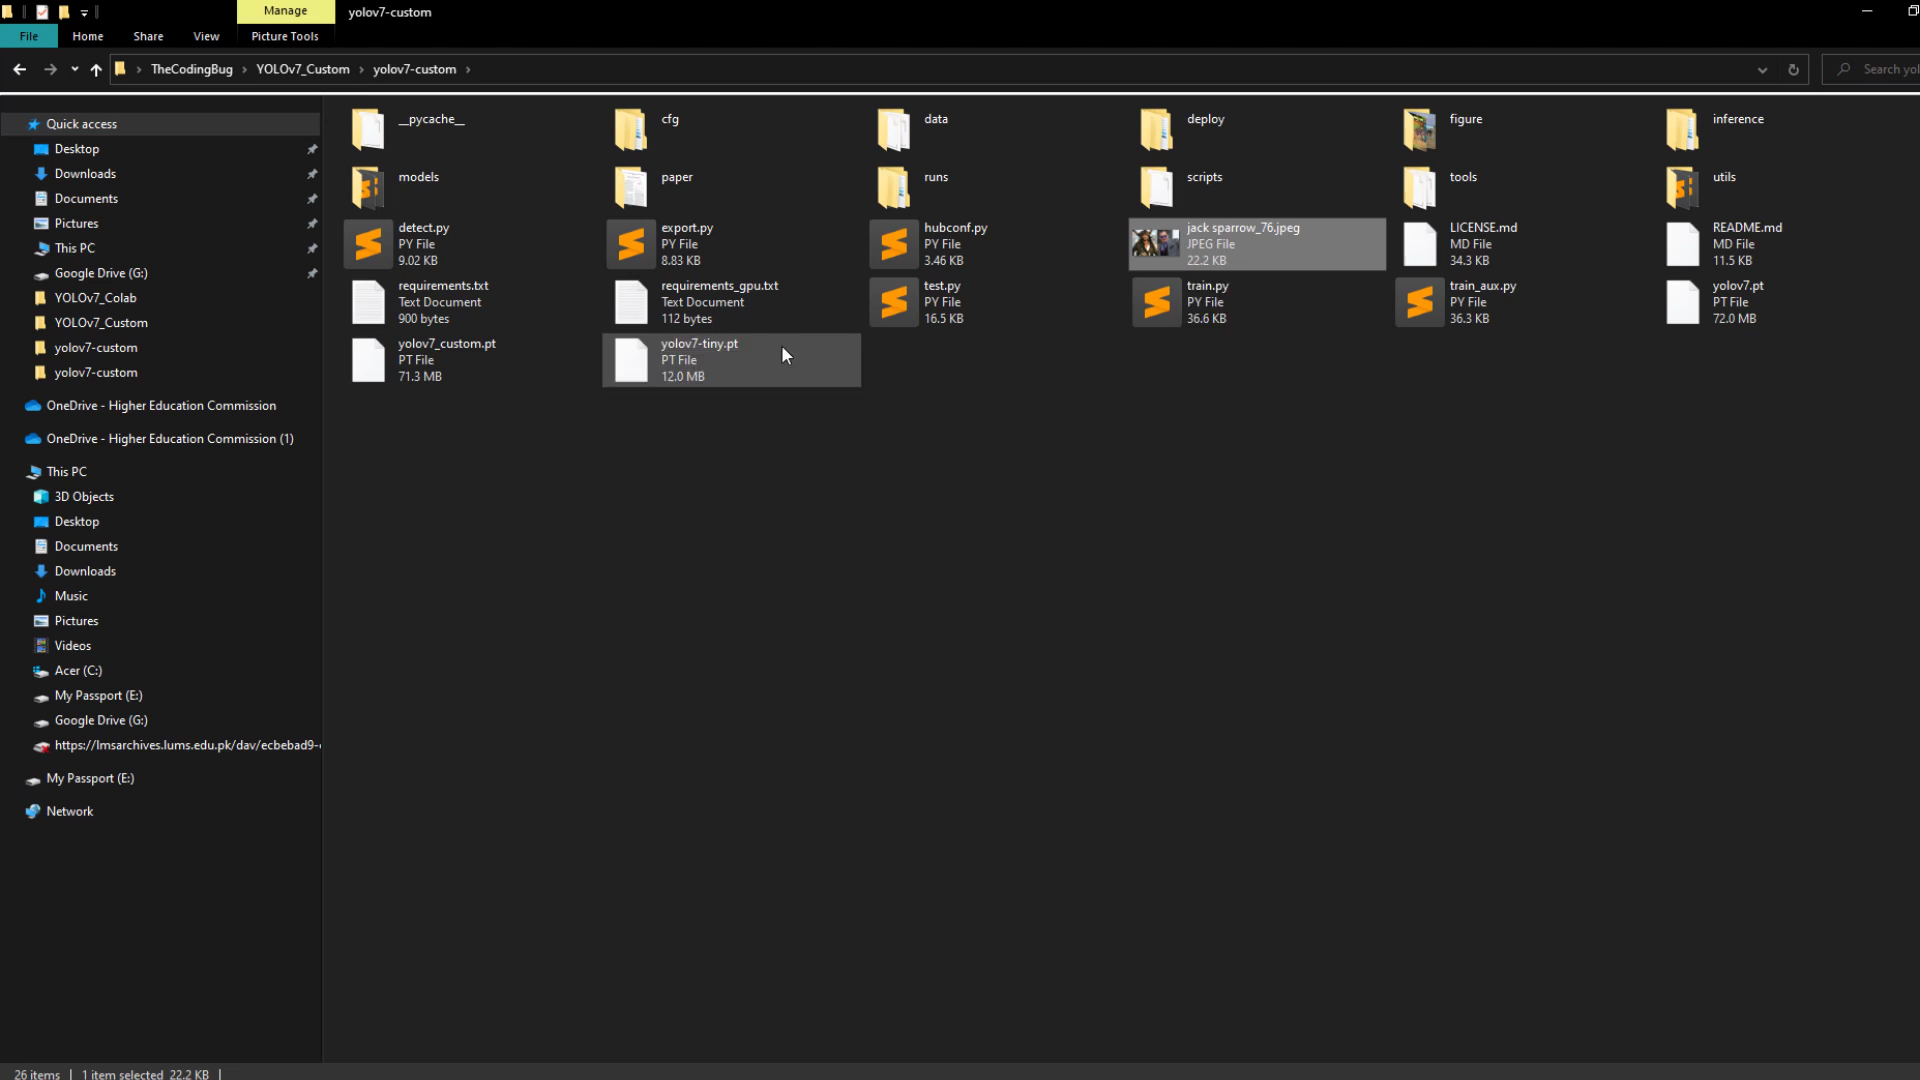 Manage
yolov7-custom
File
Home
Share
View
Picture Tools
TheCodingBug
YOLOv7_Custom
yolov7-custom
Search yol
Quick access
Desktop
Downloads
Documents
Pictures
This PC
Google Drive (G:)
YOLOv7_Colab
YOLOv7_Custom
yolov7-custom
yolov7-custom
OneDrive - Higher Education Commission
OneDrive - Higher Education Commission (1)
This PC
3D Objects
Desktop
Documents
Downloads
Music
Pictures
Videos
Acer (C:)
My Passport (E:)
Google Drive (G:)
https://lmsarchives.lums.edu.pk/dav/ecbebad9-
My Passport (E:)
Network
__pycache__
cfg
data
deploy
figure
inference
models
paper
runs
scripts
tools
utils
detect.py
PY File
9.02 KB
export.py
PY File
8.83 KB
hubconf.py
PY File
3.46 KB
jack sparrow_76.jpeg
JPEG File
22.2 KB
LICENSE.md
MD File
34.3 KB
README.md
MD File
11.5 KB
requirements.txt
Text Document
900 bytes
requirements_gpu.txt
Text Document
112 bytes
test.py
PY File
16.5 KB
train.py
PY File
36.6 KB
train_aux.py
PY File
36.3 KB
yolov7.pt
PT File
72.0 MB
yolov7_custom.pt
PT File
71.3 MB
yolov7-tiny.pt
PT File
12.0 MB
26 items
1 item selected 22.2 KB